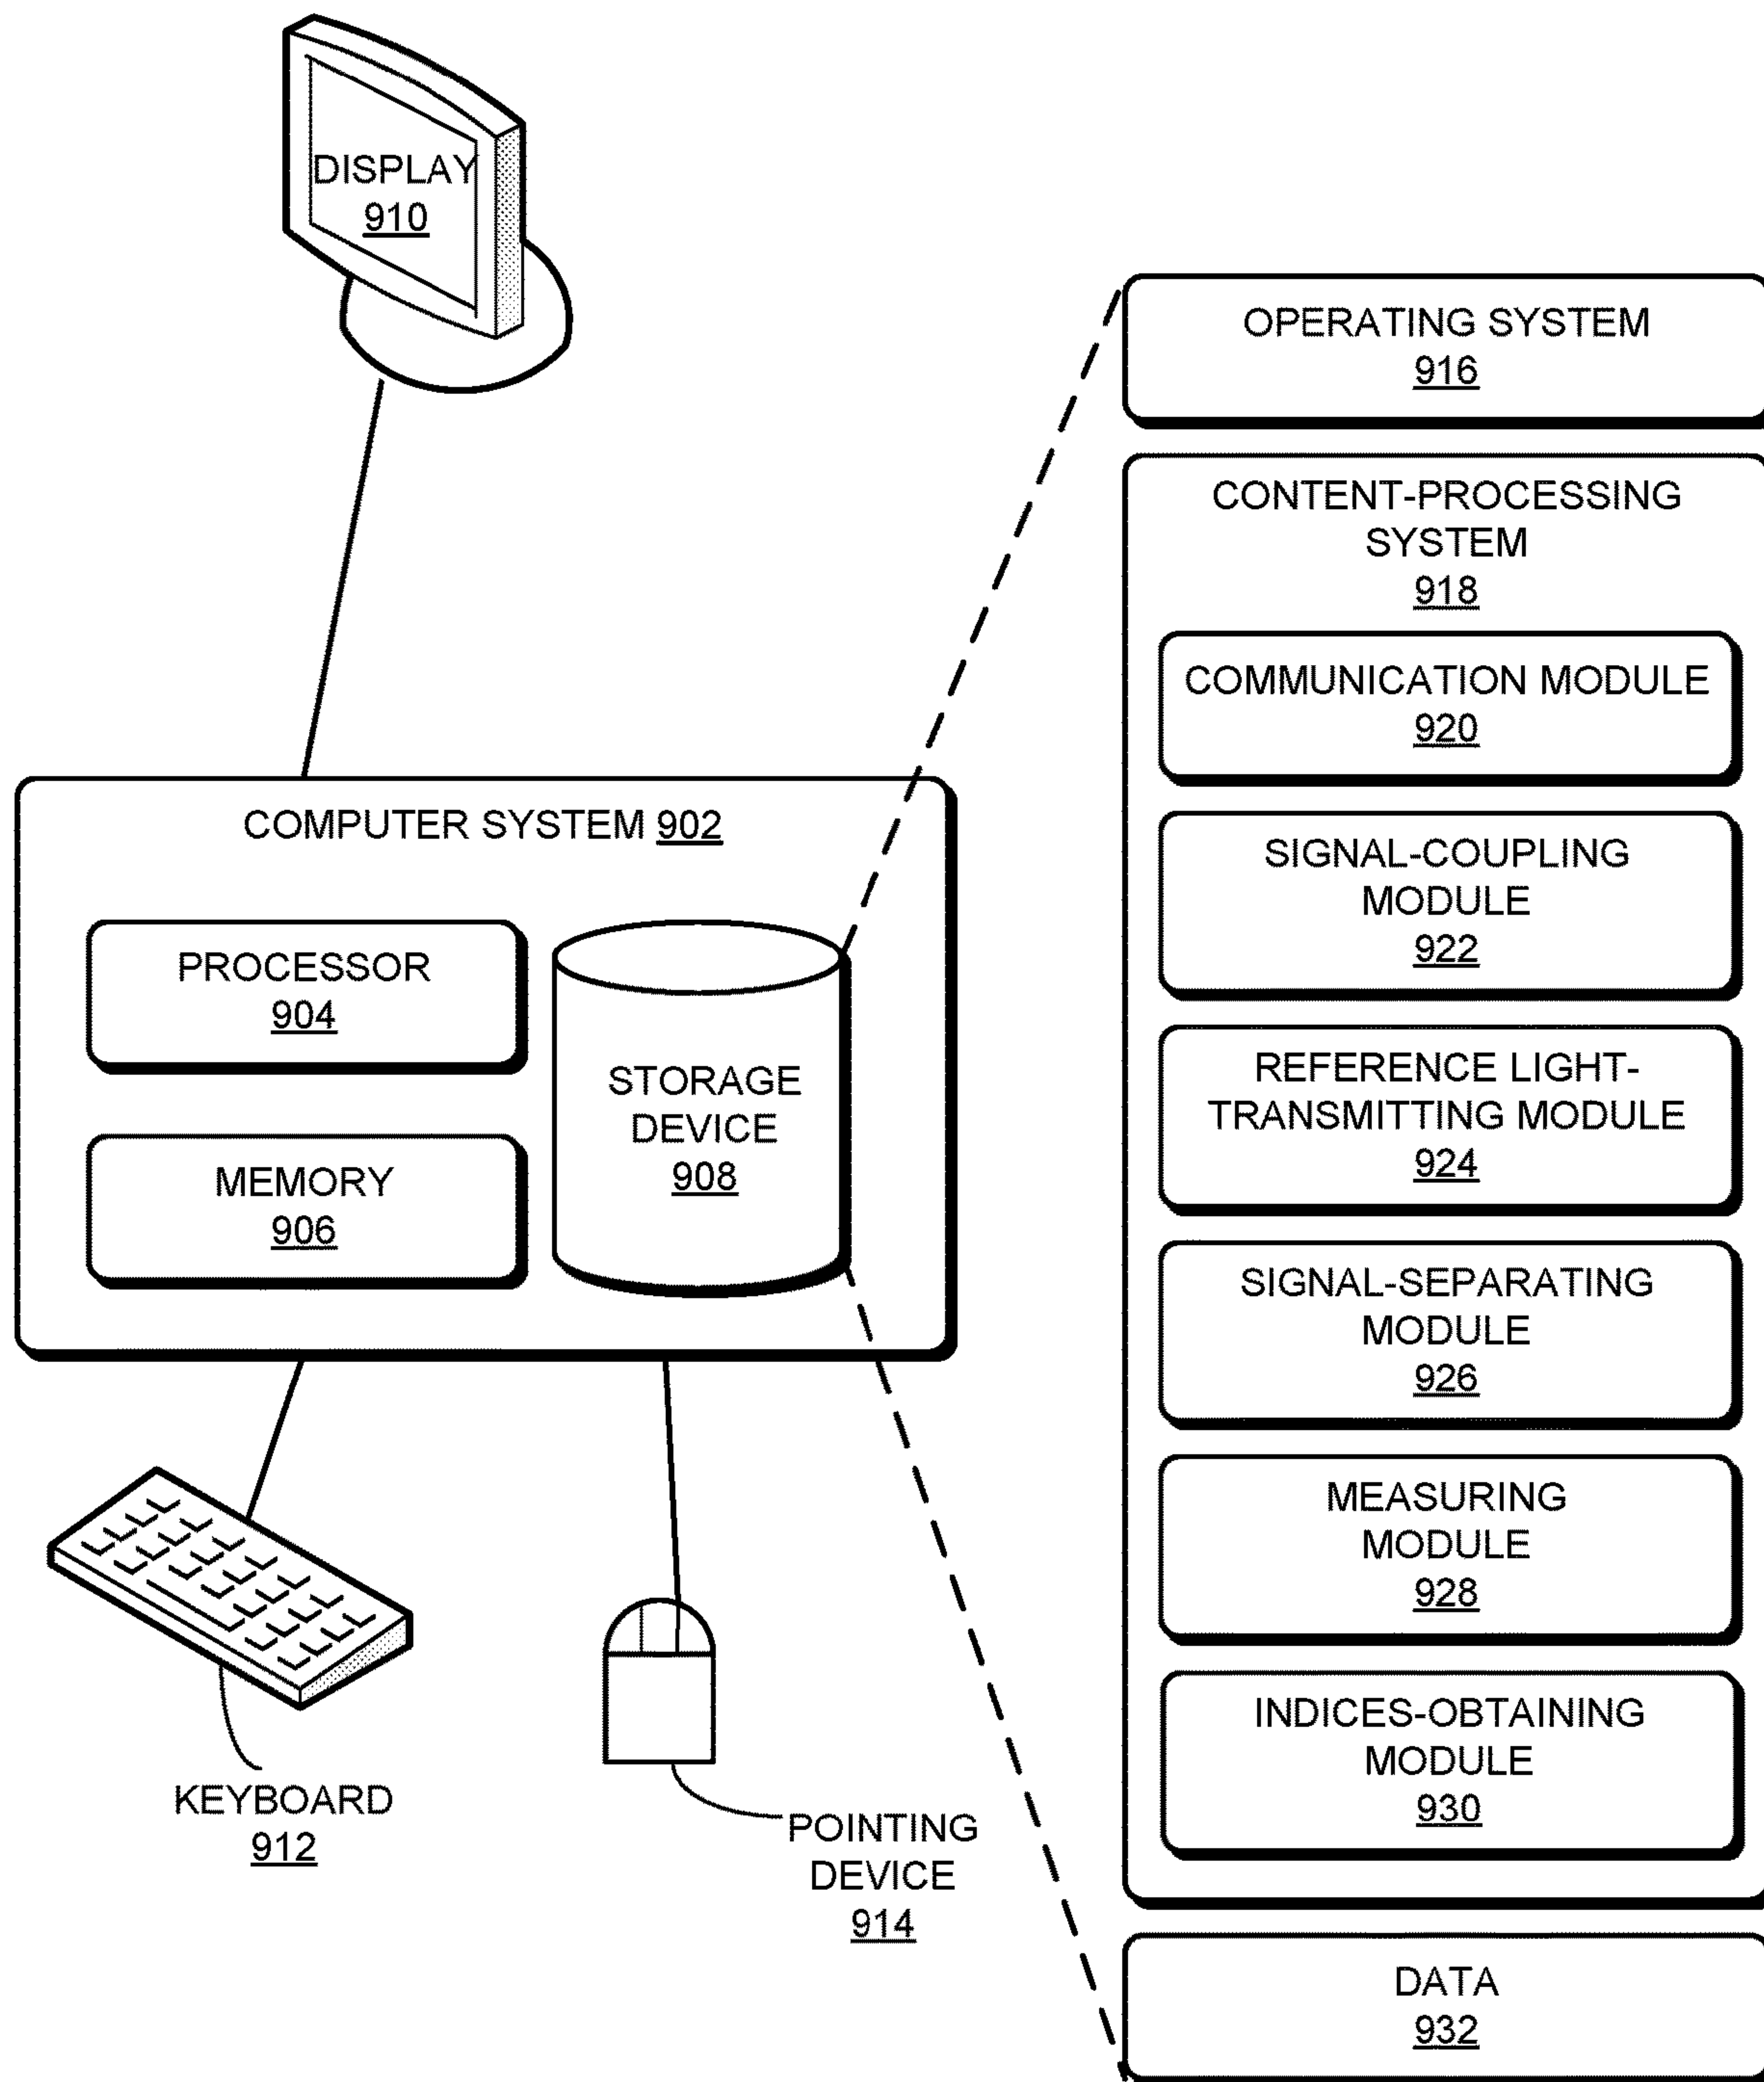 DISPLAY
910
COMPUTER SYSTEM 902
PROCESSOR
904
MEMORY
906
STORAGE
DEVICE
908
KEYBOARD
912
POINTING
DEVICE
914
OPERATING SYSTEM
916
CONTENT-PROCESSING
SYSTEM
918
COMMUNICATION MODULE
920
SIGNAL-COUPLING
MODULE
922
REFERENCE LIGHT-
TRANSMITTING MODULE
924
SIGNAL-SEPARATING
MODULE
926
MEASURING
MODULE
928
INDICES-OBTAINING
MODULE
930
DATA
932